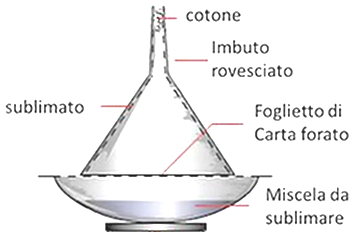 cotone
Imbuto
rovesciato
sublimato
Foglietto di
Carta forato
Miscela da
sublimare